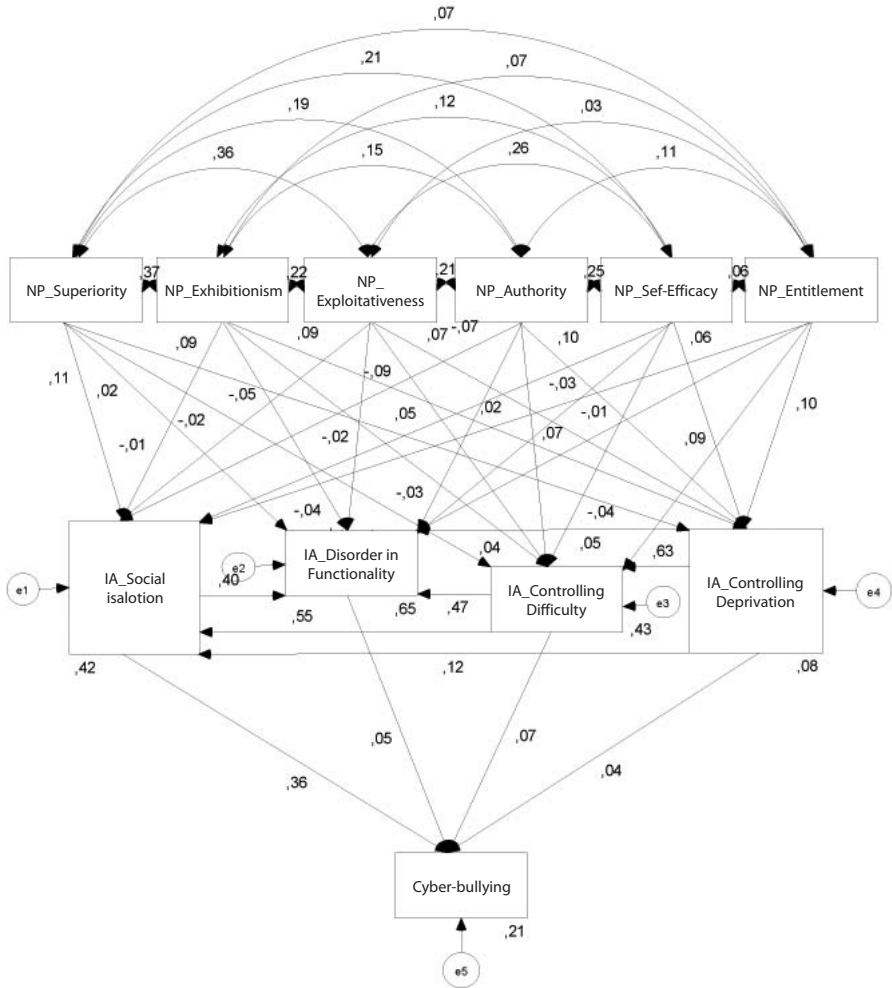 ,07
,21
,07
,19
,12
,03
,36
,15
,26
,11
NP_Superiority
,37
NP_Exhibitionism
,22
NP_
Exploitativeness
,21
NP_Authority
,25
NP_Sef-Efficacy
,06
NP_Entitlement
,09
,09
,07
-,07
,10
,06
,11
,02
-,05
-,09
-,03
,10
-,01
-,02
-,02
,05
,02
,07
-,01
,09
-,04
-,03
-,04
IA_Social
isalotion
e1
,40
e2
IA_Disorder in
Functionality
,04
,05
,63
IA_Controlling
Difficulty
e3
IA_Controlling
Deprivation
e4
,55
,65
,47
,43
,42
,12
,08
,36
,05
,07
,04
Cyber-bullying
,21
e5